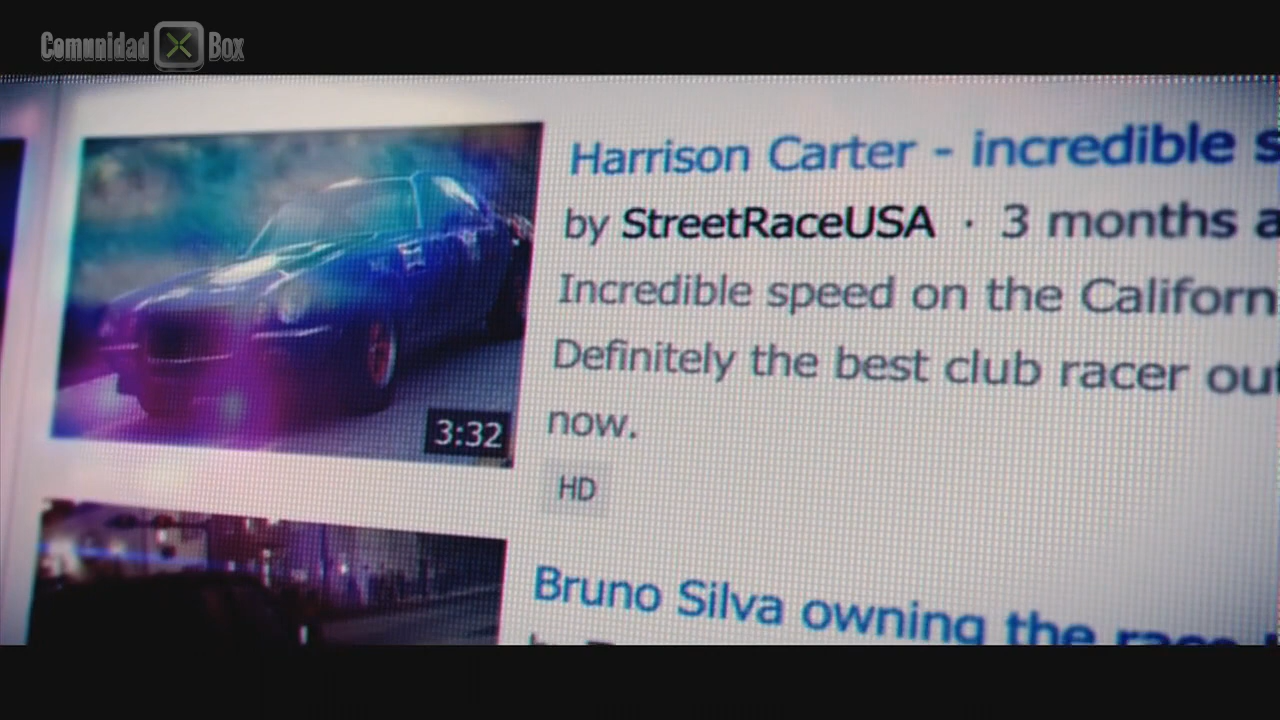 Comunidad Box
Harrison Carter - incredible
by StreetRaceUSA · 3 months
Incredible speed on the Californ
Definitely the best club racer
now.
3:32
HD
Bruno Silva owning the